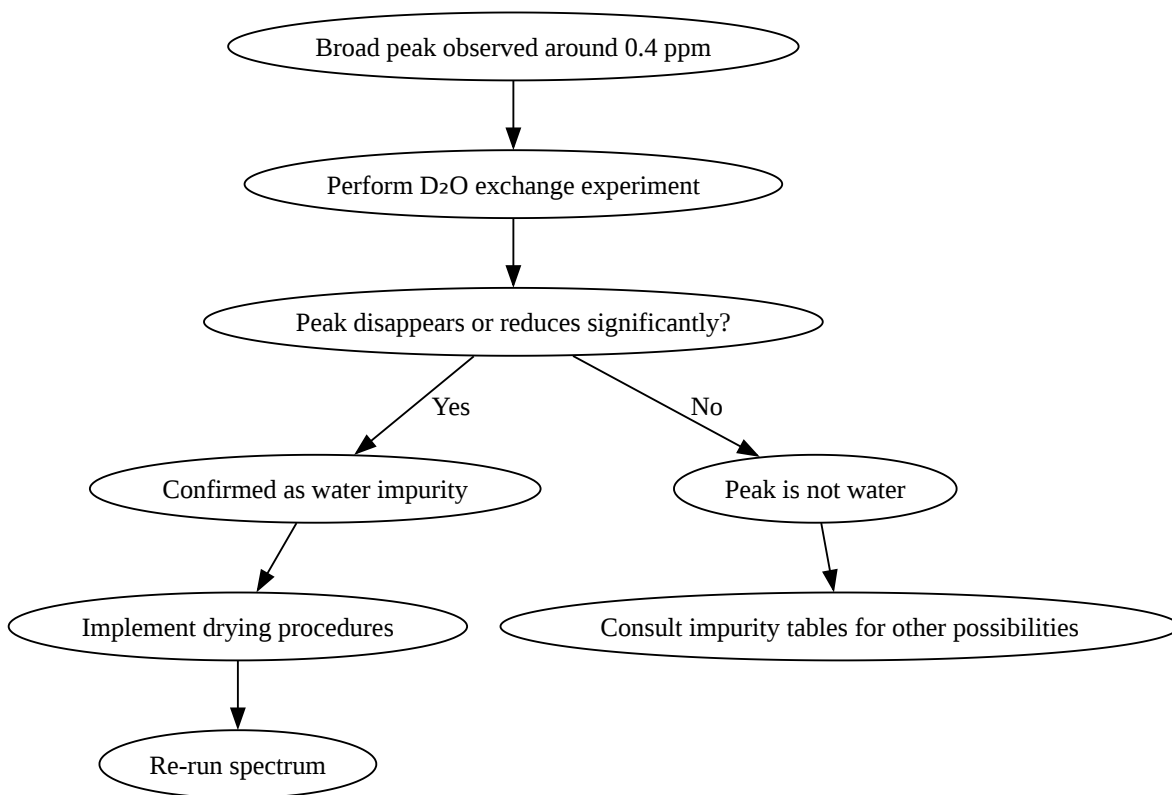 Broad peak observed around 0.4 ppm
Perform D₂O exchange experiment
Peak disappears or reduces significantly?
Yes
No
Confirmed as water impurity
Peak is not water
Implement drying procedures
Consult impurity tables for other possibilities
Re-run spectrum